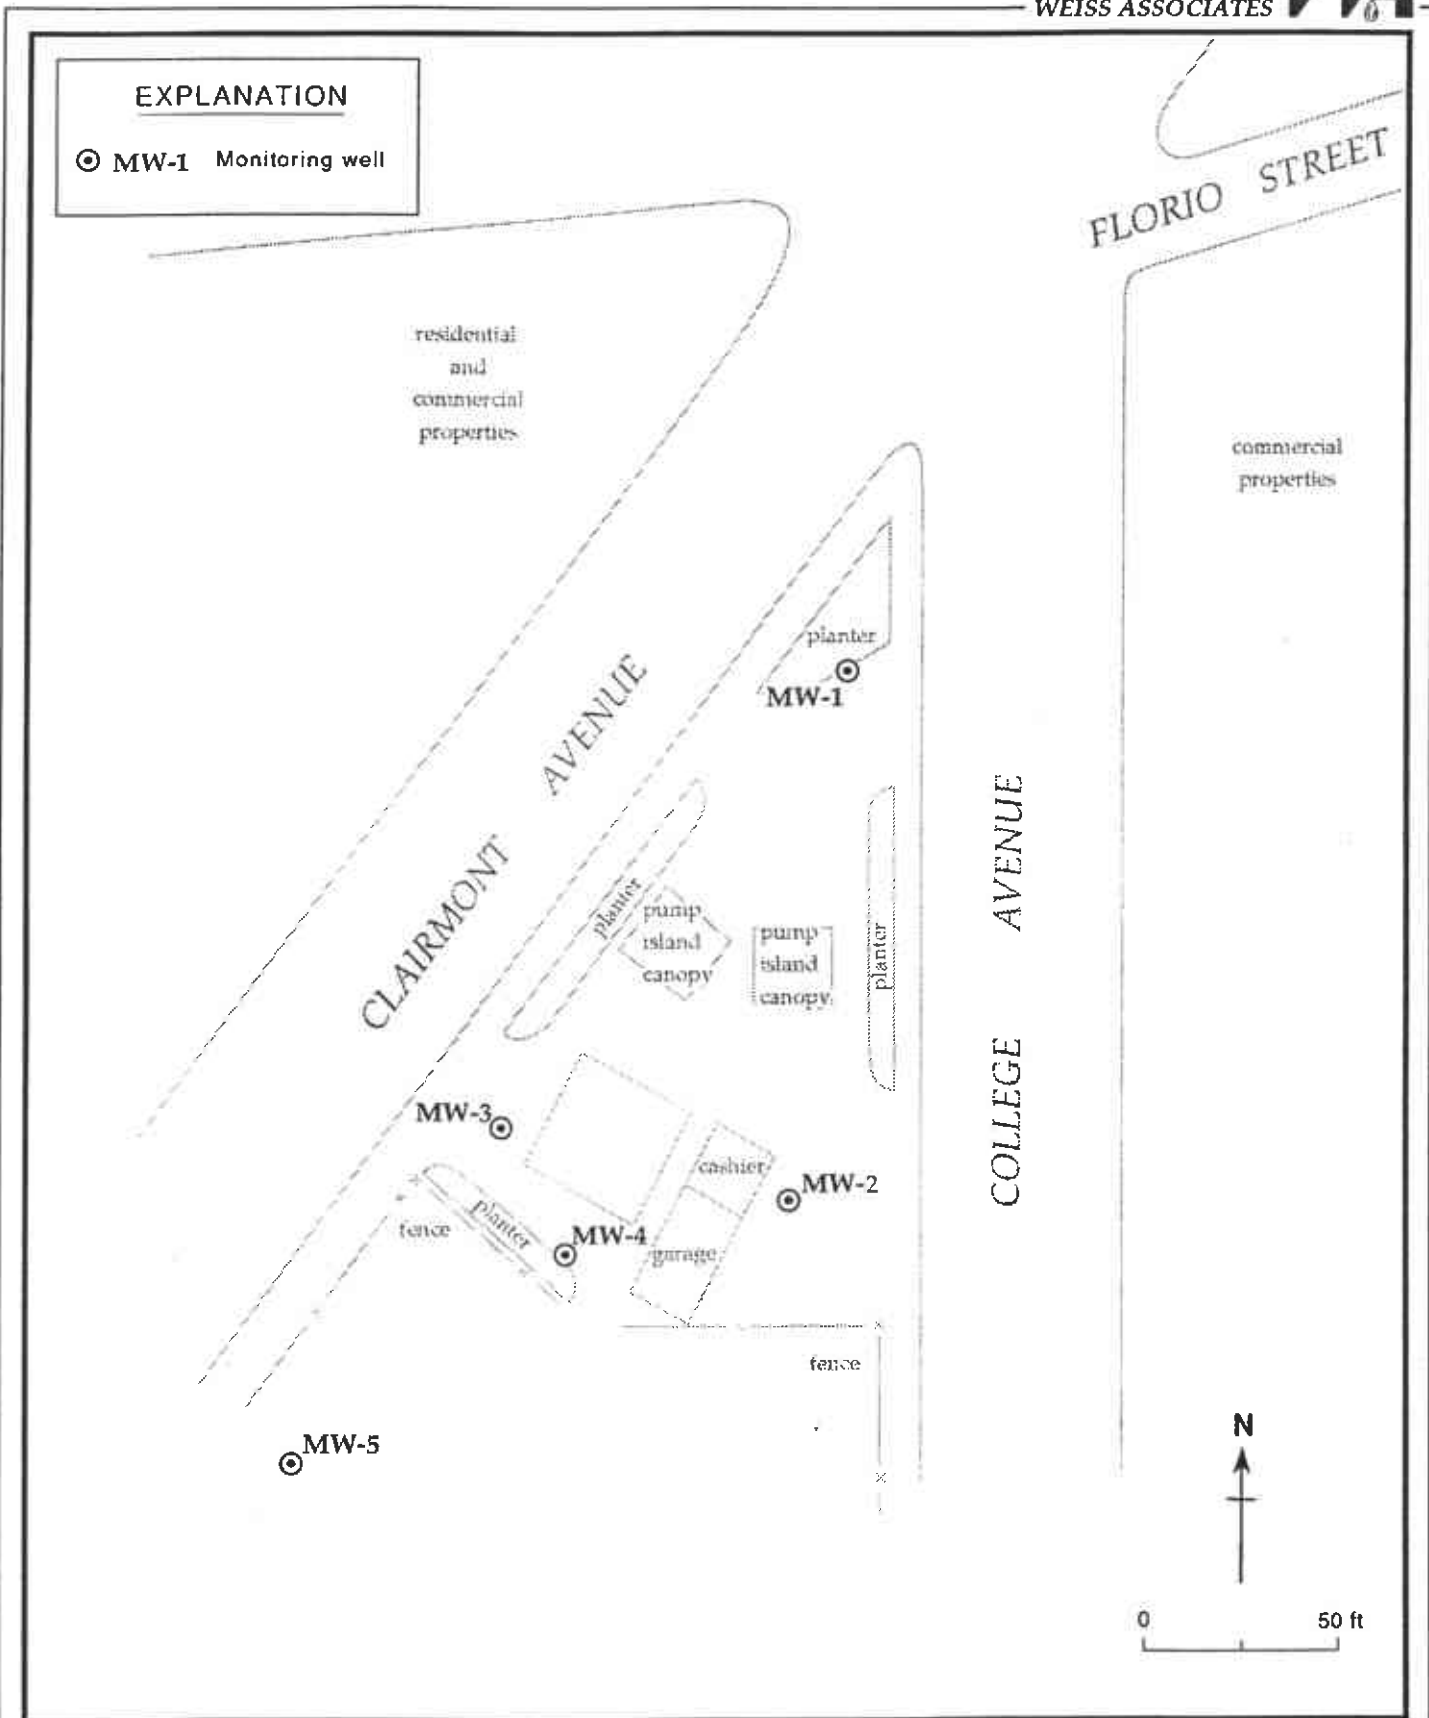 WEISS ASSOCIATES
EXPLANATION
MW-1 Monitoring well
FLORIO STREET
residential
and
commercial
properties
commercial
properties
planter
MW-1
CLAIRMONT AVENUE
COLLEGE AVENUE
planter
pump
island
canopy
pump
island
canopy
planter
MW-3
cashier
MW-2
planter
fence
MW-4
garage
fence
MW-5
N
0 50 ft